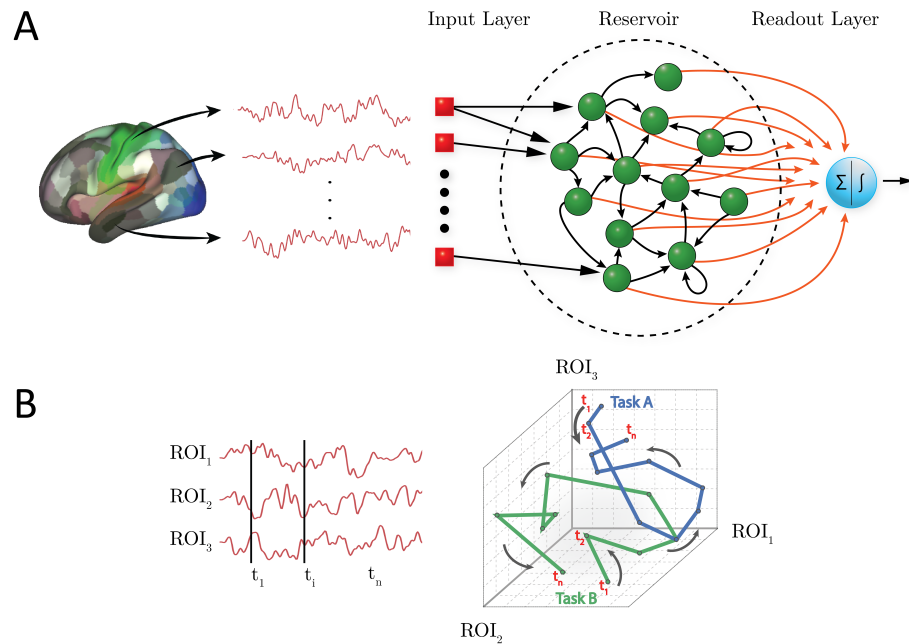 A
Input Layer
Reservoir
Readout Layer
Σ ∫
B
ROI₁
ROI₂
ROI₃
t₁
tᵢ
tₙ
ROI₃
t₁
Task A
t₂
tₙ
ROI₁
t₂
tₙ
t₁
Task B
ROI₂